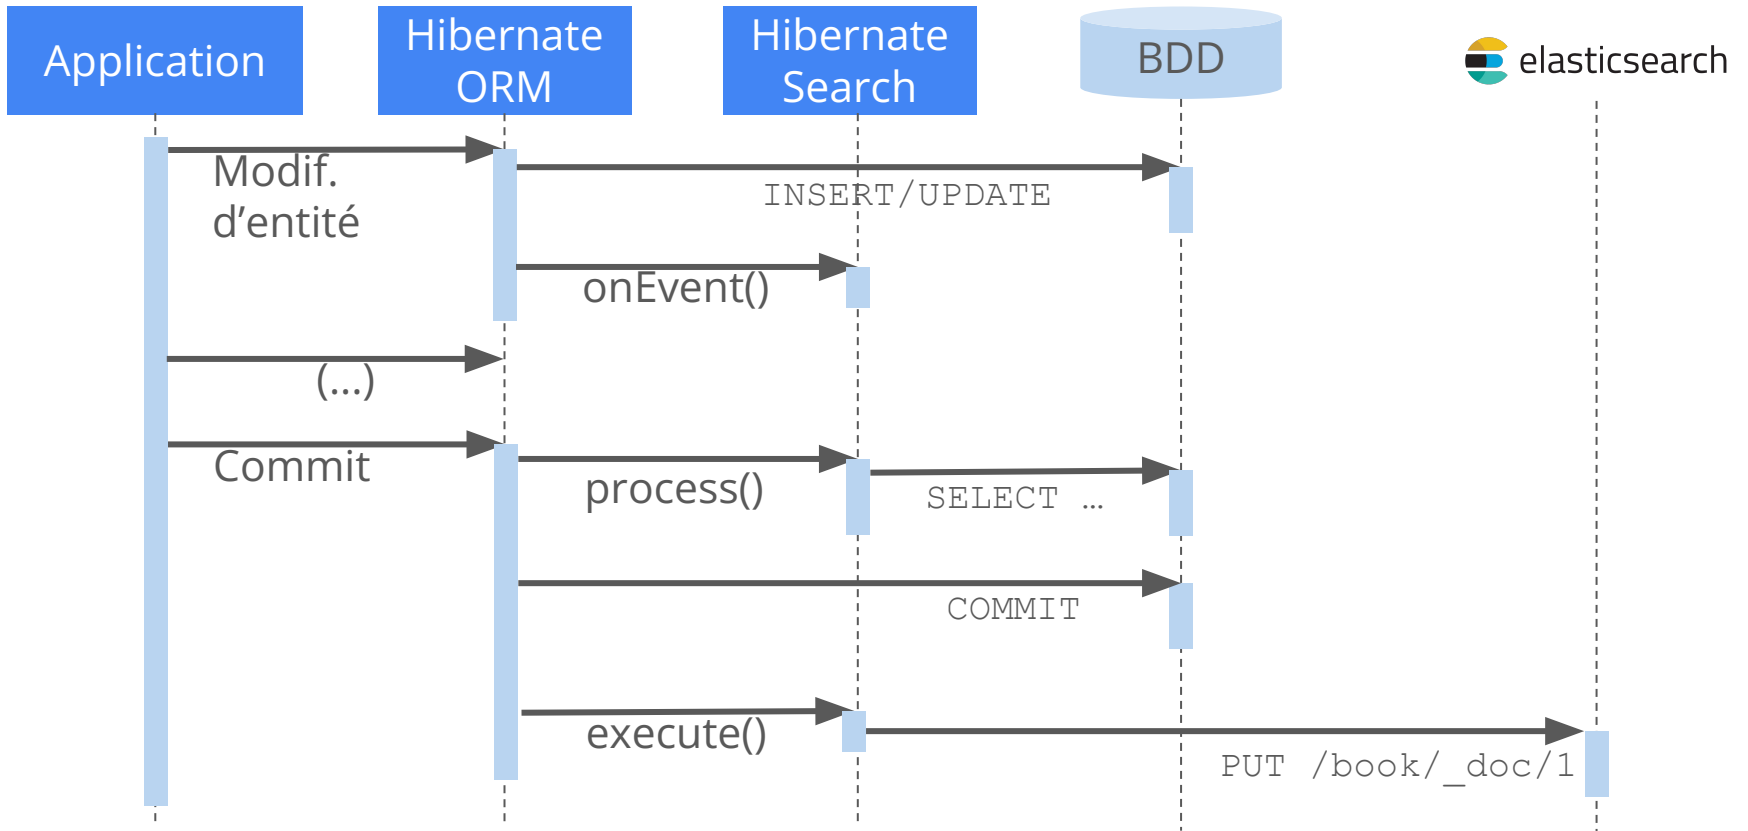 Application
Hibernate
ORM
Hibernate
Search
BDD
elasticsearch
Modif.
d’entité
INSERT/UPDATE
onEvent()
(...)
Commit
process()
SELECT …
COMMIT
execute()
PUT /book/_doc/1